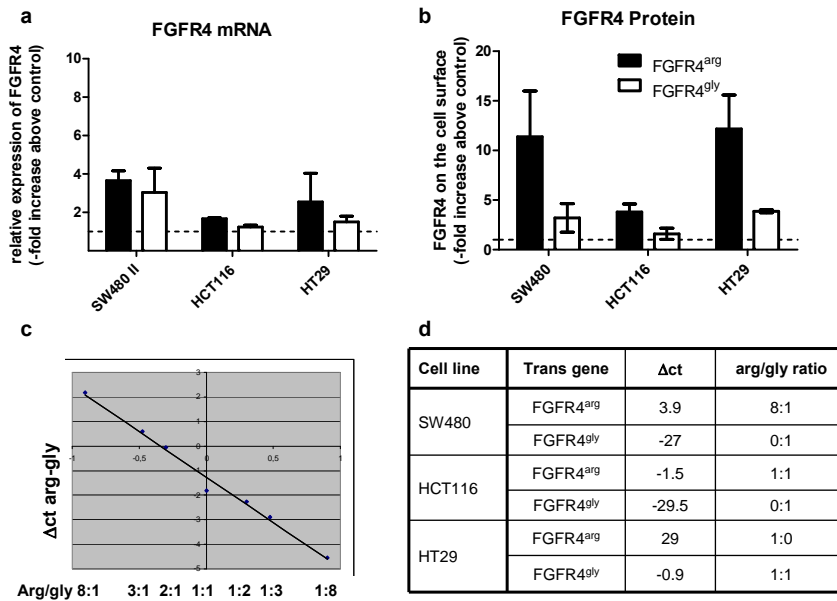 a
FGFR4 mRNA
relative expression of FGFR4
(-fold increase above control)
10
8
6
4
2
SW480 II
HCT116
HT29
b
FGFR4 Protein
FGFR4 on the cell surface
(-fold increase above control)
20
15
10
5
0
FGFR4arg
FGFR4gly
SW480
HCT116
HT29
c
Δct arg-gly
3
2
1
0
-1
-2
-3
-4
-5
-1
-0,5
0
0,5
1
Arg/gly 8:1 3:1 2:1 1:1 1:2 1:3 1:8
d
Cell line Trans gene Δct arg/gly ratio
SW480 FGFR4arg 3.9 8:1
FGFR4gly -27 0:1
HCT116 FGFR4arg -1.5 1:1
FGFR4gly -29.5 0:1
HT29 FGFR4arg 29 1:0
FGFR4gly -0.9 1:1